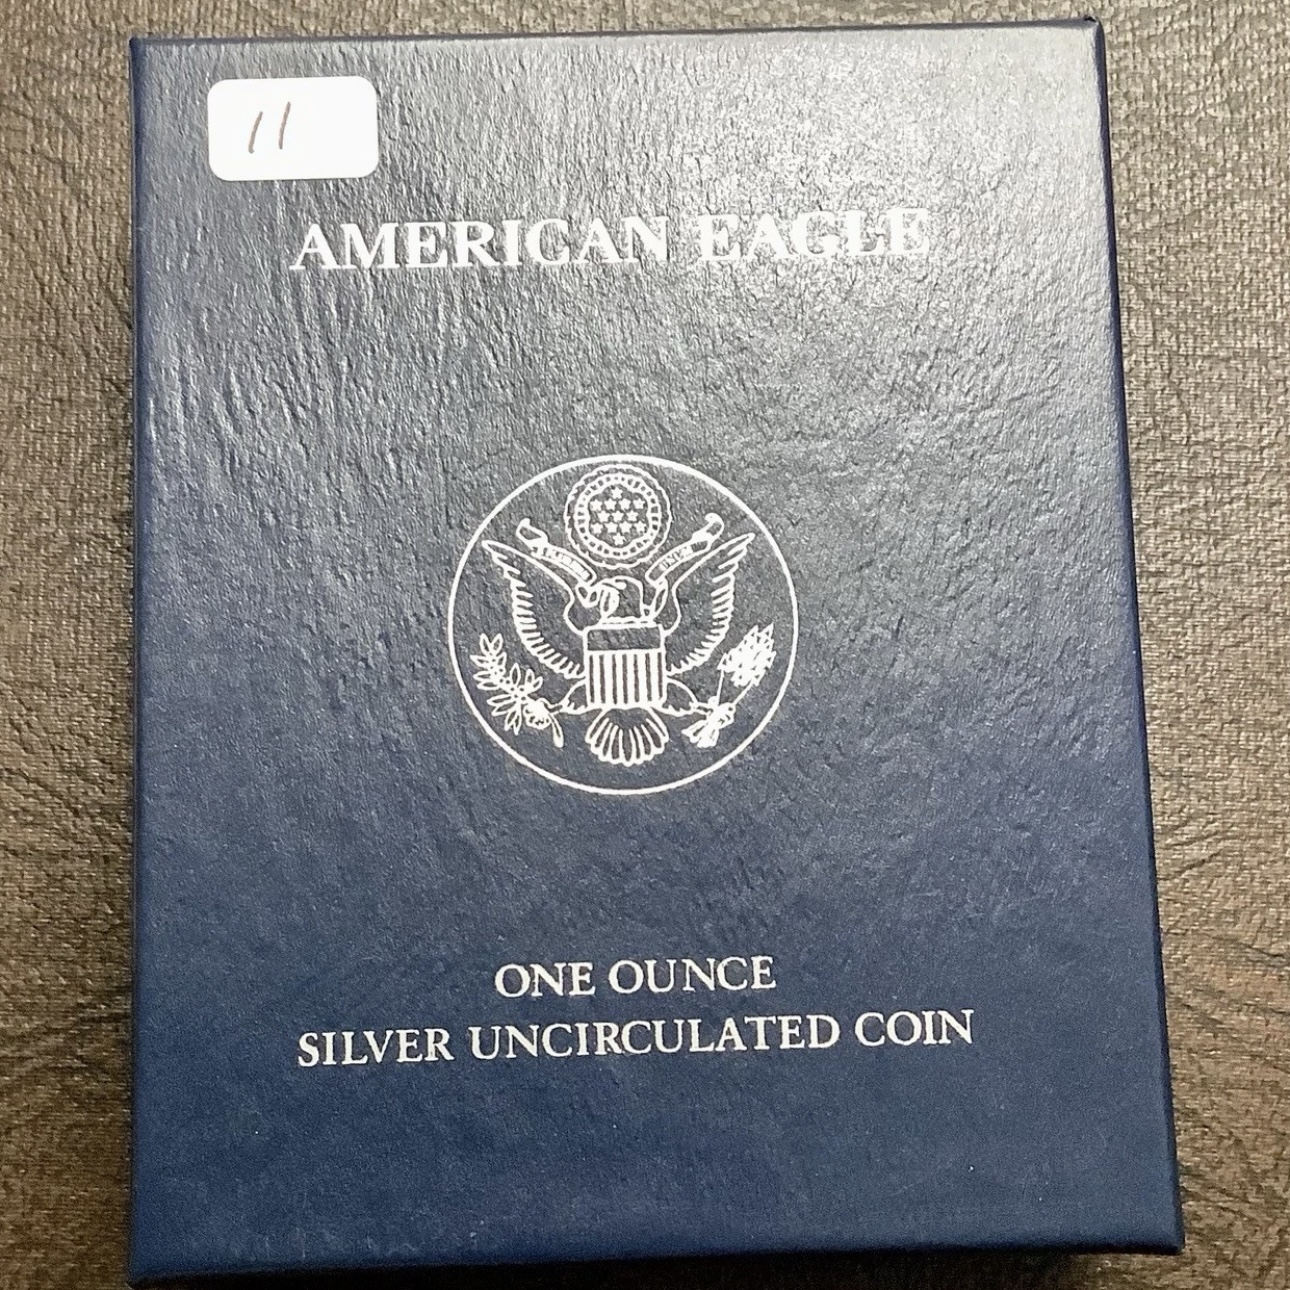 11
AMERICAN EAGLE
ONE OUNCE
SILVER UNCIRCULATED COIN